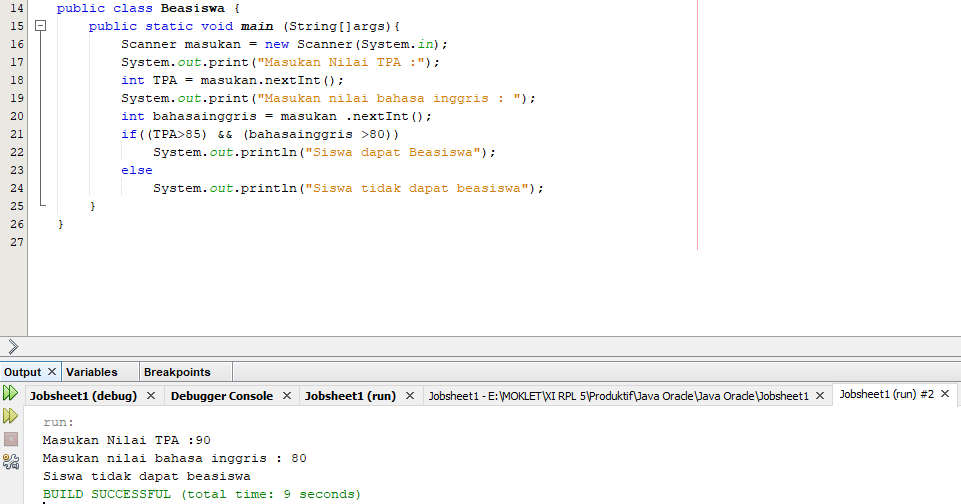 14 public class Beasiswa {
15 public static void main (String[]args){
16 Scanner masukan = new Scanner(System.in);
17 System.out.print("Masukan Nilai TPA :");
18 int TPA = masukan.nextInt();
19 System.out.print("Masukan nilai bahasa inggris : ");
20 int bahasainggris = masukan .nextInt();
21 if((TPA>85) && (bahasainggris >80))
22 System.out.println("Siswa dapat Beasiswa");
23 else
24 System.out.println("Siswa tidak dapat beasiswa");
25 }
26 }
27
Output Variables Breakpoints
Jobsheet1 (debug) Debugger Console Jobsheet1 (run) Jobsheet1 - E:\MOKLET\XI RPL 5\Produktif\Java Oracle\Java Oracle\Jobsheet1 Jobsheet1 (run) #2
run:
Masukan Nilai TPA :90
Masukan nilai bahasa inggris : 80
Siswa tidak dapat beasiswa
BUILD SUCCESSFUL (total time: 9 seconds)